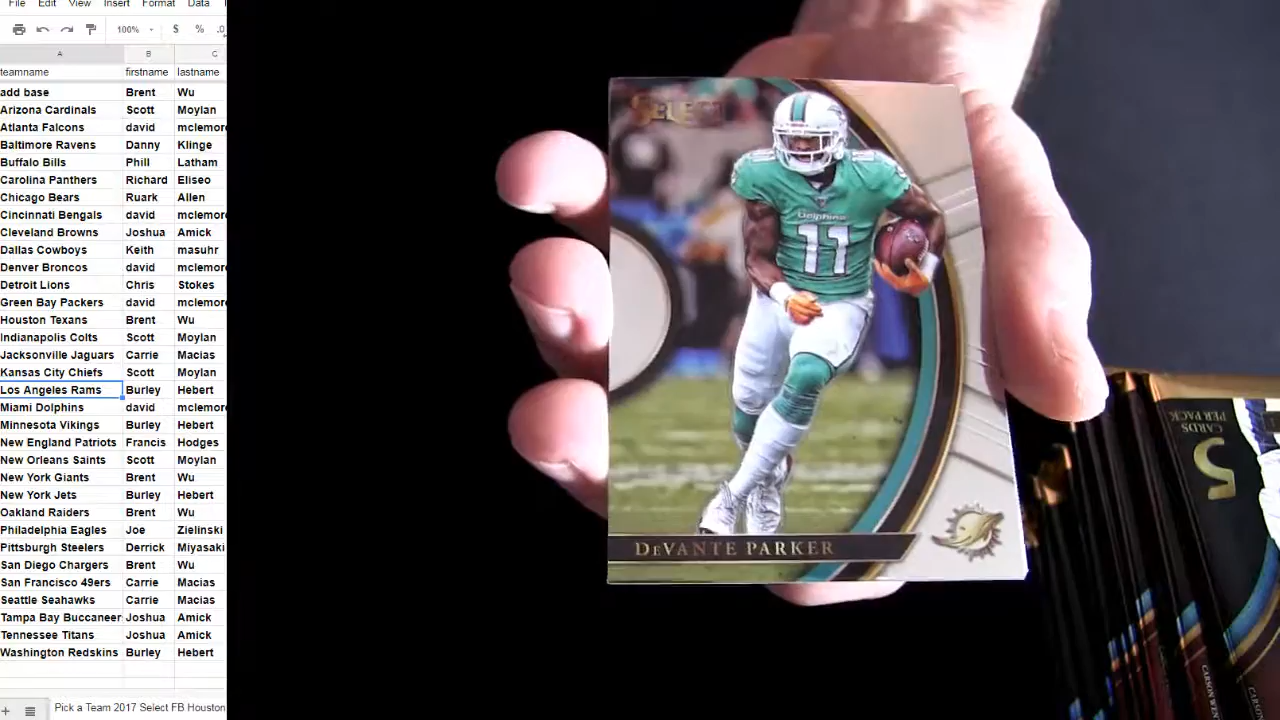 File Edit View Insert Format Data
100% $ % .0
A B C
teamname firstname lastname
add base Brent Wu
Arizona Cardinals Scott Moylan
Atlanta Falcons david mclemore
Baltimore Ravens Danny Klinge
Buffalo Bills Phill Latham
Carolina Panthers Richard Eliseo
Chicago Bears Ruark Allen
Cincinnati Bengals david mclemore
Cleveland Browns Joshua Amick
Dallas Cowboys Keith masuhr
Denver Broncos david mclemore
Detroit Lions Chris Stokes
Green Bay Packers david mclemore
Houston Texans Brent Wu
Indianapolis Colts Scott Moylan
Jacksonville Jaguars Carrie Macias
Kansas City Chiefs Scott Moylan
Los Angeles Rams Burley Hebert
Miami Dolphins david mclemore
Minnesota Vikings Burley Hebert
New England Patriots Francis Hodges
New Orleans Saints Scott Moylan
New York Giants Brent Wu
New York Jets Burley Hebert
Oakland Raiders Brent Wu
Philadelphia Eagles Joe Zielinski
Pittsburgh Steelers Derrick Miyasaki
San Diego Chargers Brent Wu
San Francisco 49ers Carrie Macias
Seattle Seahawks Carrie Macias
Tampa Bay Buccaneer Joshua Amick
Tennessee Titans Joshua Amick
Washington Redskins Burley Hebert
Pick a Team 2017 Select FB Houston
SELECT
11
Dolphins
11
DEVANTE PARKER
5
CARDS
PER PACK